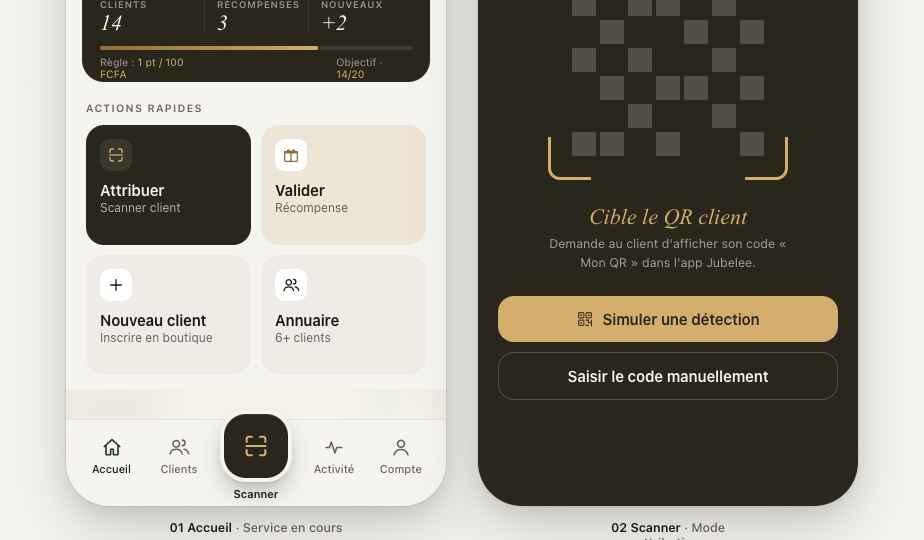 CLIENTS
RÉCOMPENSES
NOUVEAUX
14
3
+2
Règle : 1 pt / 100
FCFA
Objectif ·
14/20
ACTIONS RAPIDES
Attribuer
Scanner client
Valider
Récompense
Nouveau client
Inscrire en boutique
Annuaire
6+ clients
Accueil
Clients
Scanner
Activité
Compte
01 Accueil · Service en cours
Cible le QR client
Demande au client d'afficher son code «
Mon QR » dans l'app Jubelee.
Simuler une détection
Saisir le code manuellement
02 Scanner · Mode